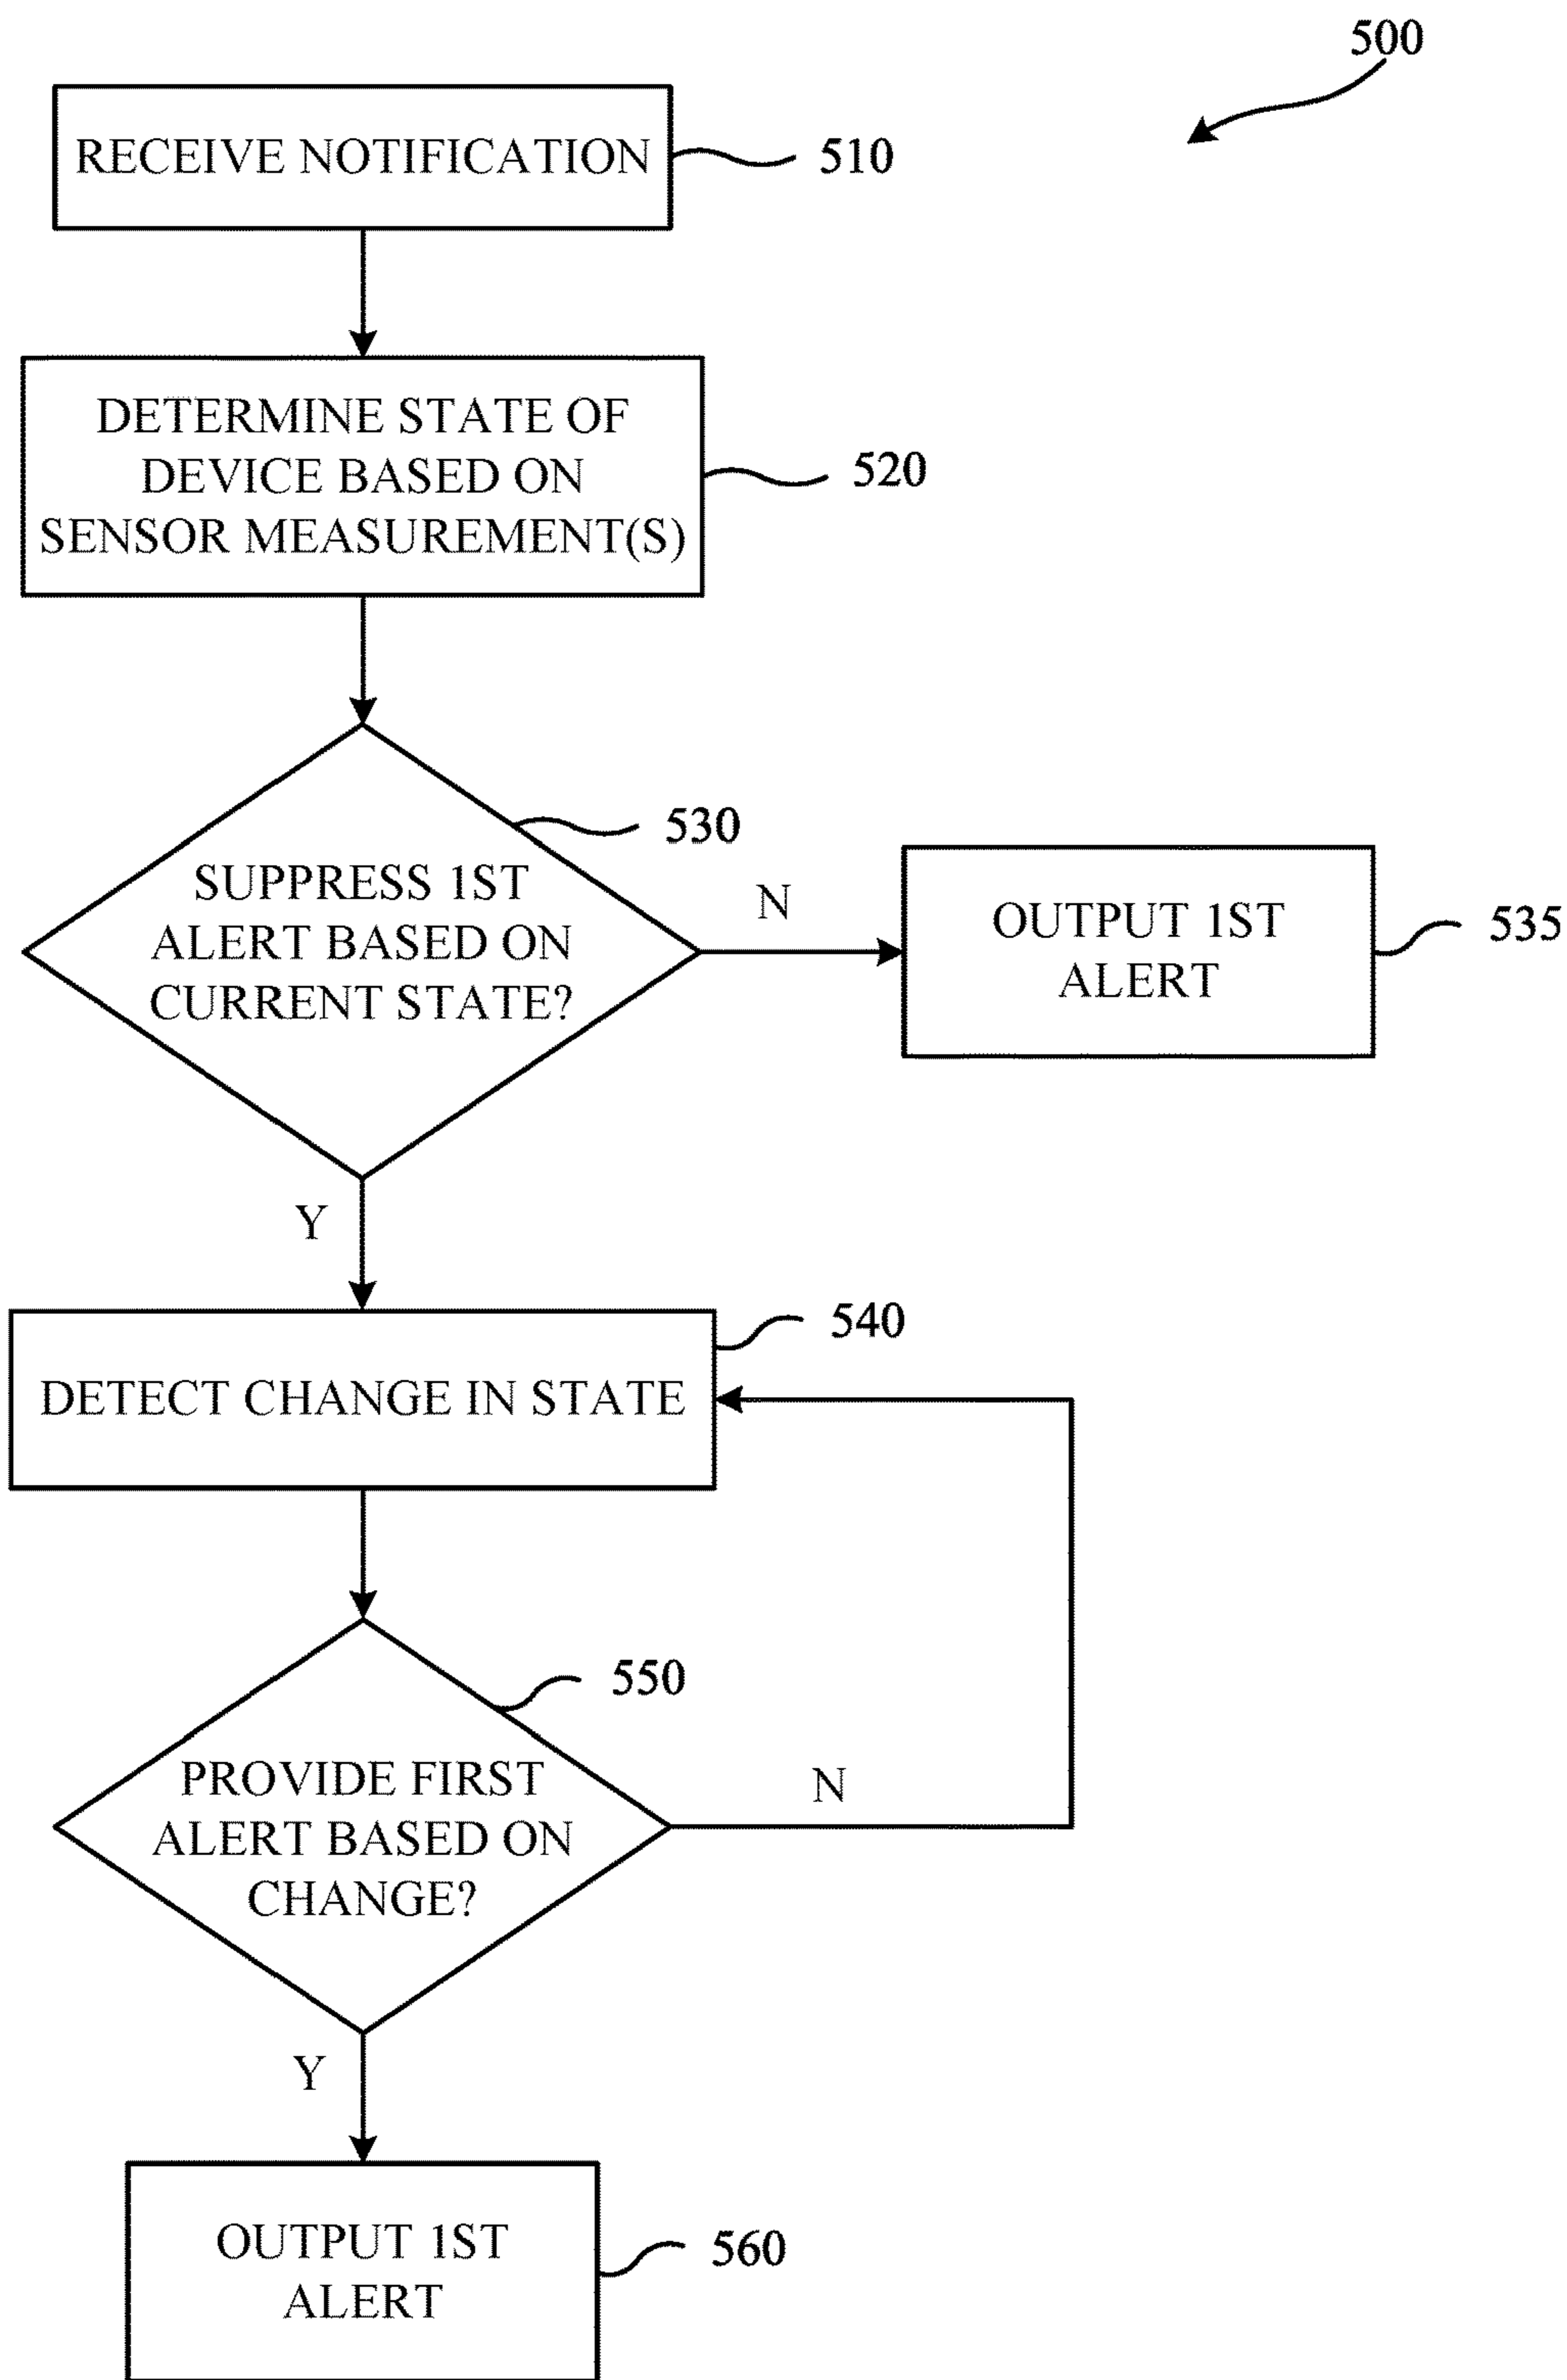 500
RECEIVE NOTIFICATION
510
DETERMINE STATE OF
DEVICE BASED ON
SENSOR MEASUREMENT(S)
520
530
SUPPRESS 1ST
ALERT BASED ON
CURRENT STATE?
N
OUTPUT 1ST
ALERT
535
Y
540
DETECT CHANGE IN STATE
550
PROVIDE FIRST
ALERT BASED ON
CHANGE?
N
Y
OUTPUT 1ST
ALERT
560